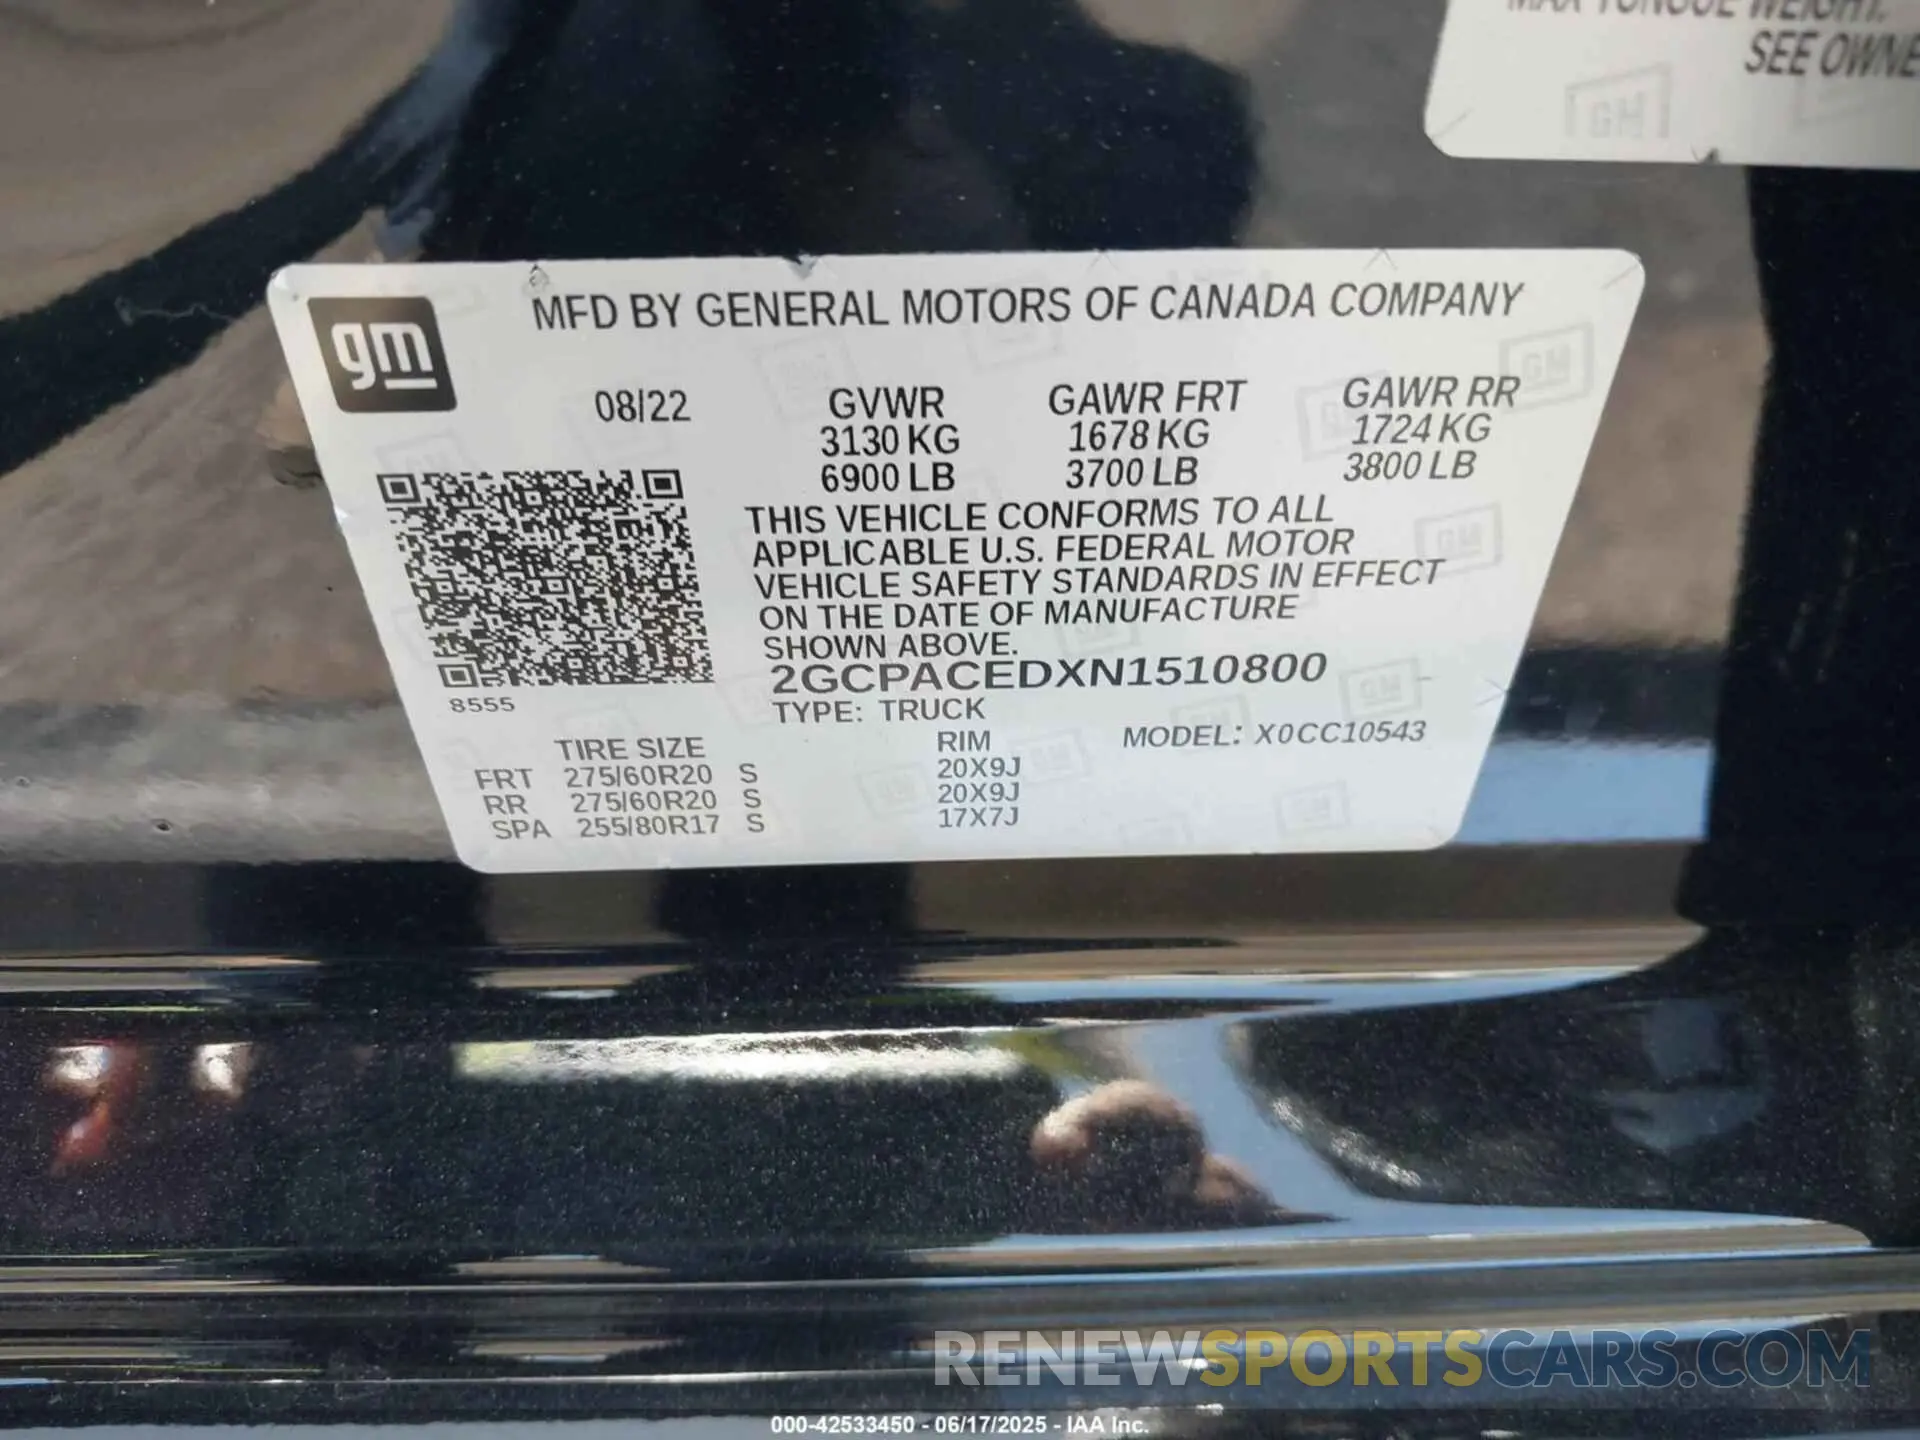 SEE OWNE
GM
gm
MFD BY GENERAL MOTORS OF CANADA COMPANY
08/22 GVWR GAWR FRT GAWR RR
3130 KG 1678 KG 1724 KG
6900 LB 3700 LB 3800 LB
THIS VEHICLE CONFORMS TO ALL
APPLICABLE U.S. FEDERAL MOTOR
VEHICLE SAFETY STANDARDS IN EFFECT
ON THE DATE OF MANUFACTURE
SHOWN ABOVE.
2GCPACEDXN1510800
8555
TYPE: TRUCK
TIRE SIZE RIM MODEL: X0CC10543
FRT 275/60R20 S 20X9J
RR 275/60R20 S 20X9J
SPA 255/80R17 S 17X7J
RENEWSPORTSCARS.COM
000-42533450 - 06/17/2025 - IAA Inc.